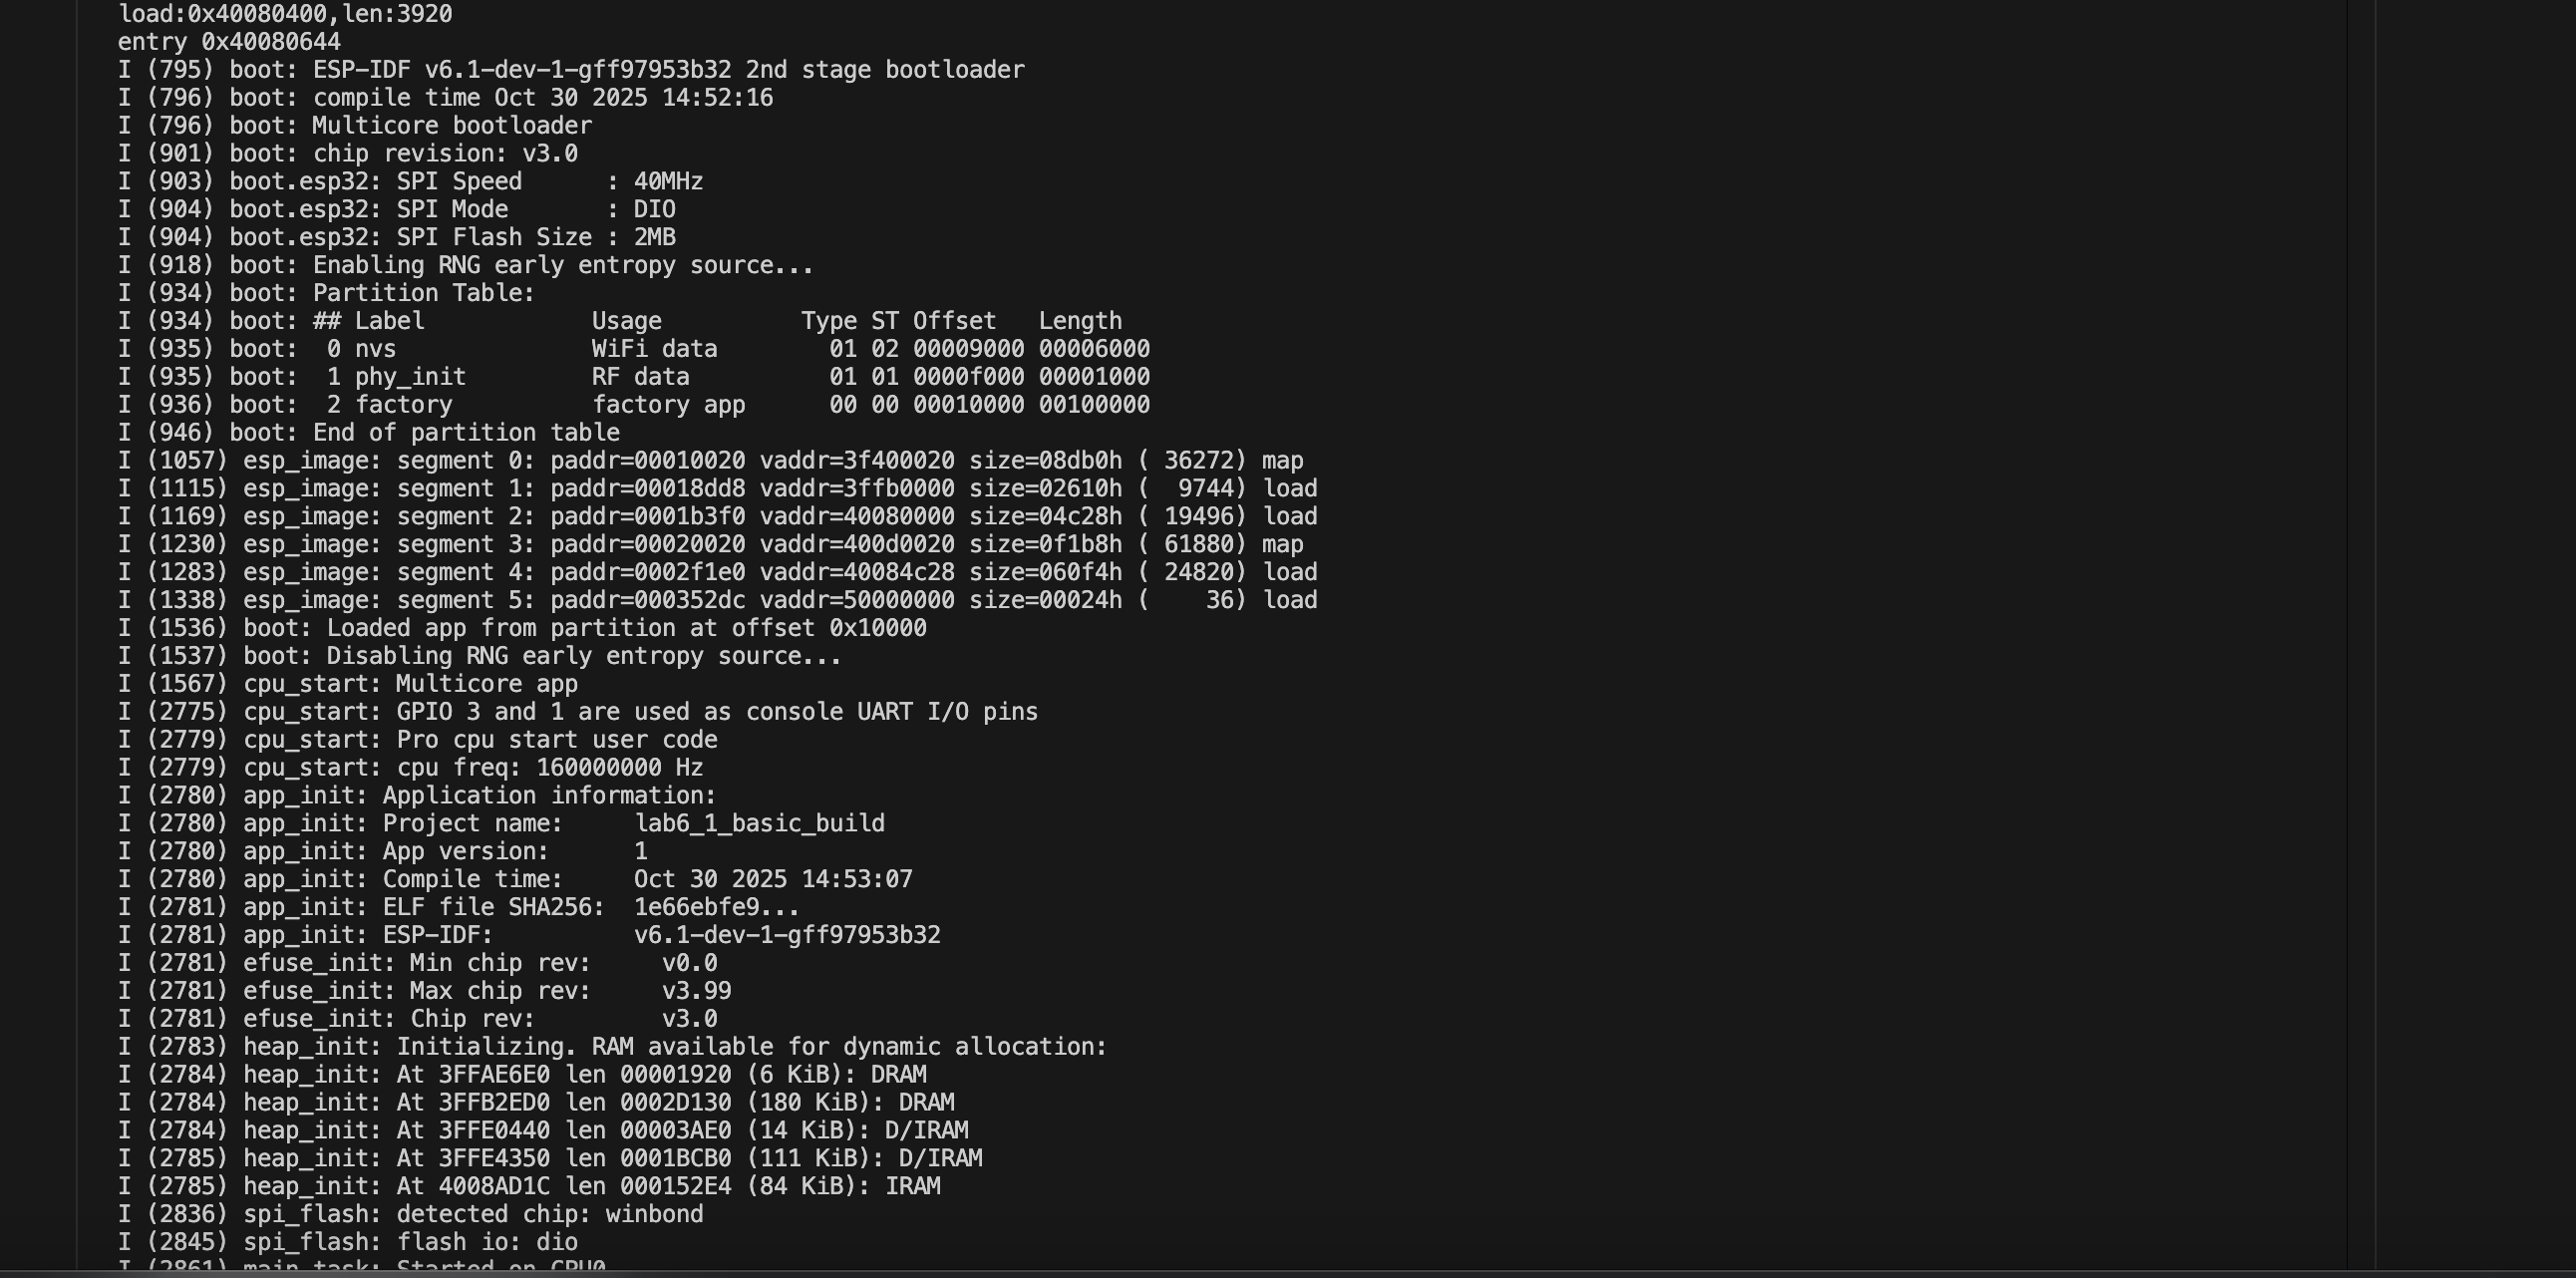 load:0x40080400,len:3920
entry 0x40080644
I (795) boot: ESP-IDF v6.1-dev-1-gff97953b32 2nd stage bootloader
I (796) boot: compile time Oct 30 2025 14:52:16
I (796) boot: Multicore bootloader
I (901) boot: chip revision: v3.0
I (903) boot.esp32: SPI Speed      : 40MHz
I (904) boot.esp32: SPI Mode       : DIO
I (904) boot.esp32: SPI Flash Size : 2MB
I (918) boot: Enabling RNG early entropy source...
I (934) boot: Partition Table:
I (934) boot: ## Label            Usage          Type ST Offset   Length
I (935) boot:  0 nvs              WiFi data        01 02 00009000 00006000
I (935) boot:  1 phy_init         RF data          01 01 0000f000 00001000
I (936) boot:  2 factory          factory app      00 00 00010000 00100000
I (946) boot: End of partition table
I (1057) esp_image: segment 0: paddr=00010020 vaddr=3f400020 size=08db0h ( 36272) map
I (1115) esp_image: segment 1: paddr=00018dd8 vaddr=3ffb0000 size=02610h (  9744) load
I (1169) esp_image: segment 2: paddr=0001b3f0 vaddr=40080000 size=04c28h ( 19496) load
I (1230) esp_image: segment 3: paddr=00020020 vaddr=400d0020 size=0f1b8h ( 61880) map
I (1283) esp_image: segment 4: paddr=0002f1e0 vaddr=40084c28 size=060f4h ( 24820) load
I (1338) esp_image: segment 5: paddr=000352dc vaddr=50000000 size=00024h (    36) load
I (1536) boot: Loaded app from partition at offset 0x10000
I (1537) boot: Disabling RNG early entropy source...
I (1567) cpu_start: Multicore app
I (2775) cpu_start: GPIO 3 and 1 are used as console UART I/O pins
I (2779) cpu_start: Pro cpu start user code
I (2779) cpu_start: cpu freq: 160000000 Hz
I (2780) app_init: Application information:
I (2780) app_init: Project name:     lab6_1_basic_build
I (2780) app_init: App version:      1
I (2780) app_init: Compile time:     Oct 30 2025 14:53:07
I (2781) app_init: ELF file SHA256:  1e66ebfe9...
I (2781) app_init: ESP-IDF:          v6.1-dev-1-gff97953b32
I (2781) efuse_init: Min chip rev:     v0.0
I (2781) efuse_init: Max chip rev:     v3.99
I (2781) efuse_init: Chip rev:         v3.0
I (2783) heap_init: Initializing. RAM available for dynamic allocation:
I (2784) heap_init: At 3FFAE6E0 len 00001920 (6 KiB): DRAM
I (2784) heap_init: At 3FFB2ED0 len 0002D130 (180 KiB): DRAM
I (2784) heap_init: At 3FFE0440 len 00003AE0 (14 KiB): D/IRAM
I (2785) heap_init: At 3FFE4350 len 0001BCB0 (111 KiB): D/IRAM
I (2785) heap_init: At 4008AD1C len 000152E4 (84 KiB): IRAM
I (2836) spi_flash: detected chip: winbond
I (2845) spi_flash: flash io: dio
I (2861) main_task: Started on CPU0